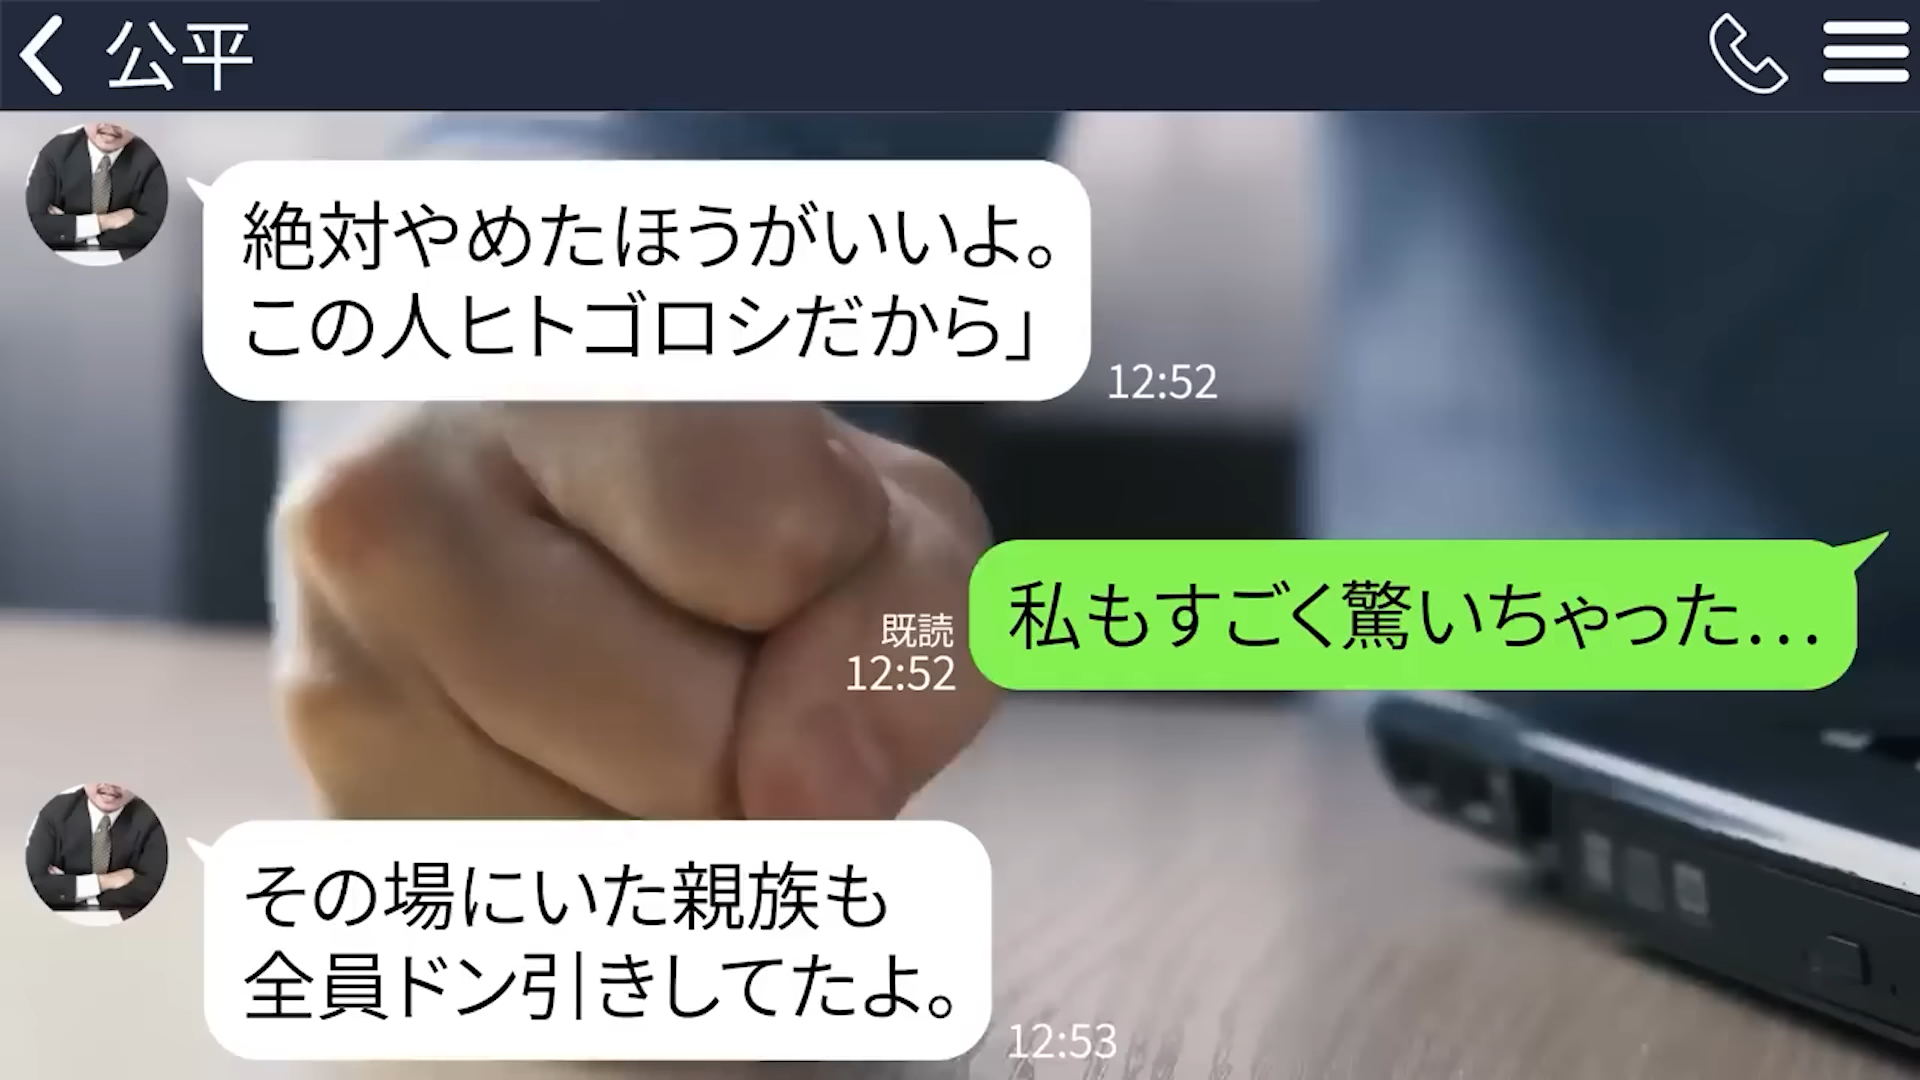 公平
絶対やめたほうがいいよ。
この人ヒトゴロシだから」
12:52
私もすごく驚いちゃった...
既読
12:52
その場にいた親族も
全員ドン引きしてたよ。
12:53